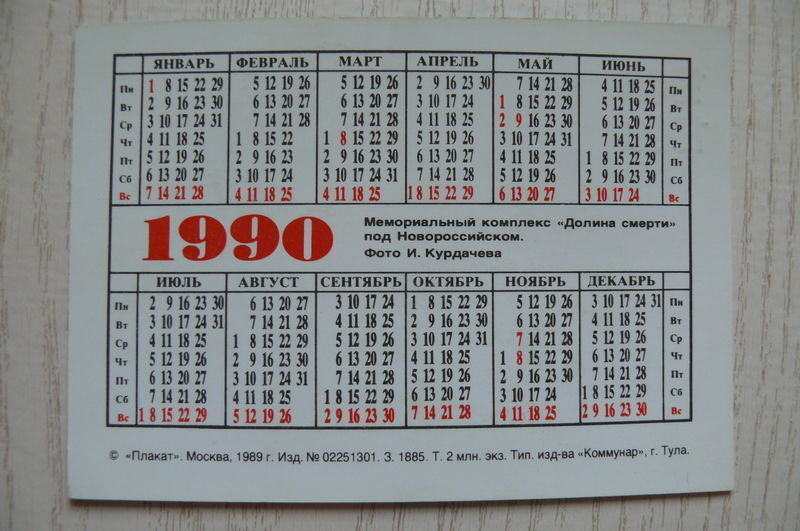 ЯНВАРЬ ФЕВРАЛЬ МАРТ АПРЕЛЬ МАЙ ИЮНЬ
Пн 1 8 15 22 29 5 12 19 26 5 12 19 26 2 9 16 23 30 7 14 21 28 4 11 18 25 Пн
Вт 2 9 16 23 30 6 13 20 27 6 13 20 27 3 10 17 24 1 8 15 22 29 5 12 19 26 Вт
Ср 3 10 17 24 31 7 14 21 28 7 14 21 28 4 11 18 25 2 9 16 23 30 6 13 20 27 Ср
Чт 4 11 18 25 1 8 15 22 1 8 15 22 29 5 12 19 26 3 10 17 24 31 7 14 21 28 Чт
Пт 5 12 19 26 2 9 16 23 2 9 16 23 30 6 13 20 27 4 11 18 25 1 8 15 22 29 Пт
Сб 6 13 20 27 3 10 17 24 3 10 17 24 31 7 14 21 28 5 12 19 26 2 9 16 23 30 Сб
Вс 7 14 21 28 4 11 18 25 4 11 18 25 1 8 15 22 29 6 13 20 27 3 10 17 24 Вс
1990
Мемориальный комплекс «Долина смерти»
под Новороссийском.
Фото И. Курдачева
ИЮЛЬ АВГУСТ СЕНТЯБРЬ ОКТЯБРЬ НОЯБРЬ ДЕКАБРЬ
Пн 2 9 16 23 30 6 13 20 27 3 10 17 24 1 8 15 22 29 5 12 19 26 3 10 17 24 31 Пн
Вт 3 10 17 24 31 7 14 21 28 4 11 18 25 2 9 16 23 30 6 13 20 27 4 11 18 25 Вт
Ср 4 11 18 25 1 8 15 22 29 5 12 19 26 3 10 17 24 31 7 14 21 28 5 12 19 26 Ср
Чт 5 12 19 26 2 9 16 23 30 6 13 20 27 4 11 18 25 1 8 15 22 29 6 13 20 27 Чт
Пт 6 13 20 27 3 10 17 24 31 7 14 21 28 5 12 19 26 2 9 16 23 30 7 14 21 28 Пт
Сб 7 14 21 28 4 11 18 25 1 8 15 22 29 6 13 20 27 3 10 17 24 1 8 15 22 29 Сб
Вс 1 8 15 22 29 5 12 19 26 2 9 16 23 30 7 14 21 28 4 11 18 25 2 9 16 23 30 Вс
© «Плакат». Москва, 1989 г. Изд. № 02251301. З. 1885. Т. 2 млн. экз. Тип. изд-ва «Коммунар», г. Тула.